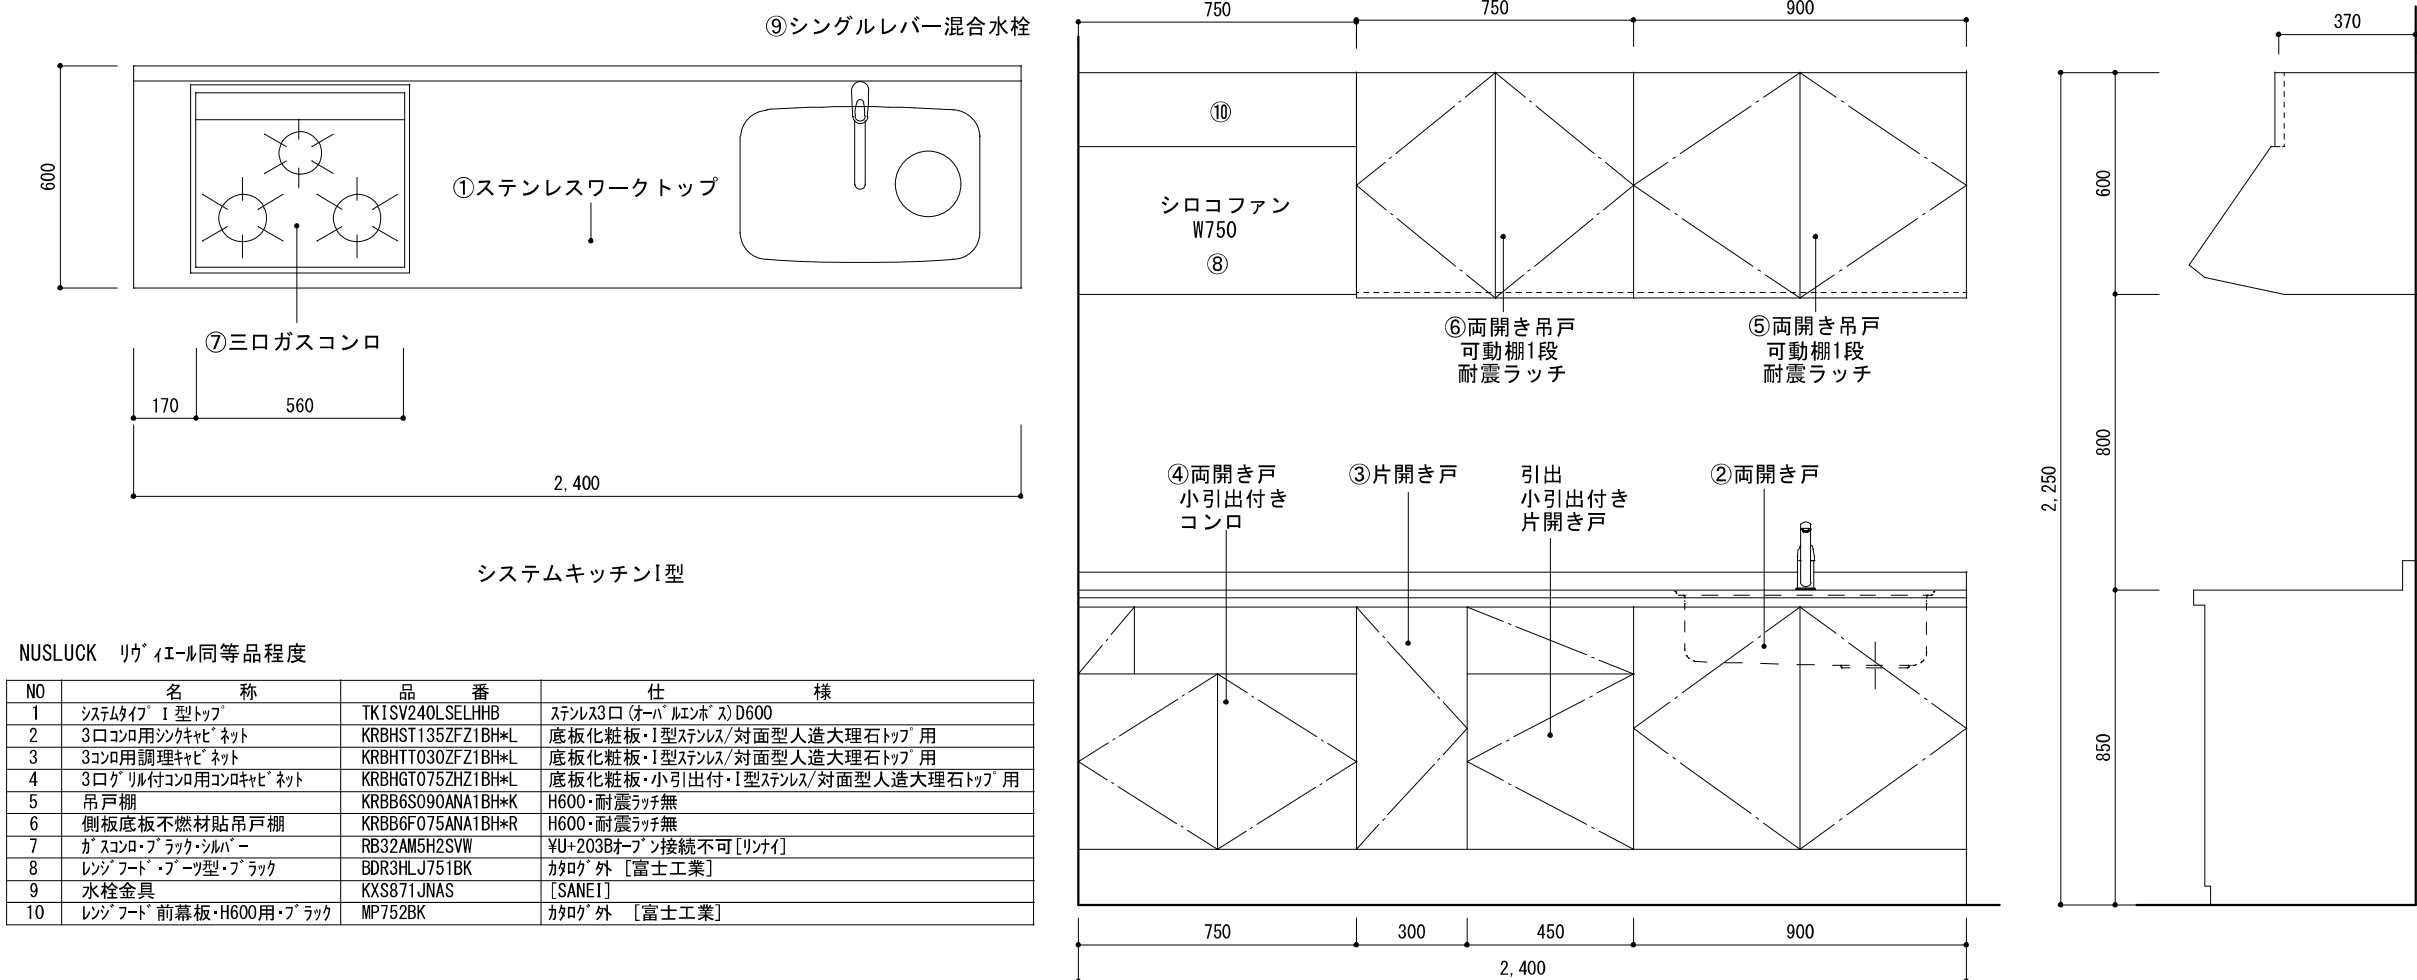 ⑨シングルレバー混合水栓
600
①ステンレスワークトップ
⑦三口ガスコンロ
170
560
2,400
システムキッチンI型
NUSLUCK リヴィエール同等品程度
NO 名 称 品 番 仕 様
1 システムタイプ I 型トップ TKISV240LSELHHB ステンレス3口(オーバルエンボス)D600
2 3口コンロ用シンクキャビネット KRBHST135ZFZ1BH*L 底板化粧板・I型ステンレス/対面型人造大理石トップ用
3 3コンロ用調理キャビネット KRBHTT030ZFZ1BH*L 底板化粧板・I型ステンレス/対面型人造大理石トップ用
4 3口グリル付コンロ用コンロキャビネット KRBHGT075ZHZ1BH*L 底板化粧板・小引出付・I型ステンレス/対面型人造大理石トップ用
5 吊戸棚 KRBB6S090ANA1BH*K H600・耐震ラッチ無
6 側板底板不燃材貼吊戸棚 KRBB6F075ANA1BH*R H600・耐震ラッチ無
7 ガスコンロ・ブラック・シルバー RB32AM5H2SVW ¥U+203Bオーブン接続不可[リンナイ]
8 レンジフード・ブーツ型・ブラック BDR3HLJ751BK カタログ外 [富士工業]
9 水栓金具 KXS871JNAS [SANEI]
10 レンジフード前幕板・H600用・ブラック MP752BK カタログ外 [富士工業]
750
750
900
⑩
シロコファン
W750
⑧
⑥両開き吊戸
可動棚1段
耐震ラッチ
⑤両開き吊戸
可動棚1段
耐震ラッチ
④両開き戸
小引出付き
コンロ
③片開き戸
引出
小引出付き
片開き戸
②両開き戸
750
300
450
900
2,400
370
600
800
2,250
850